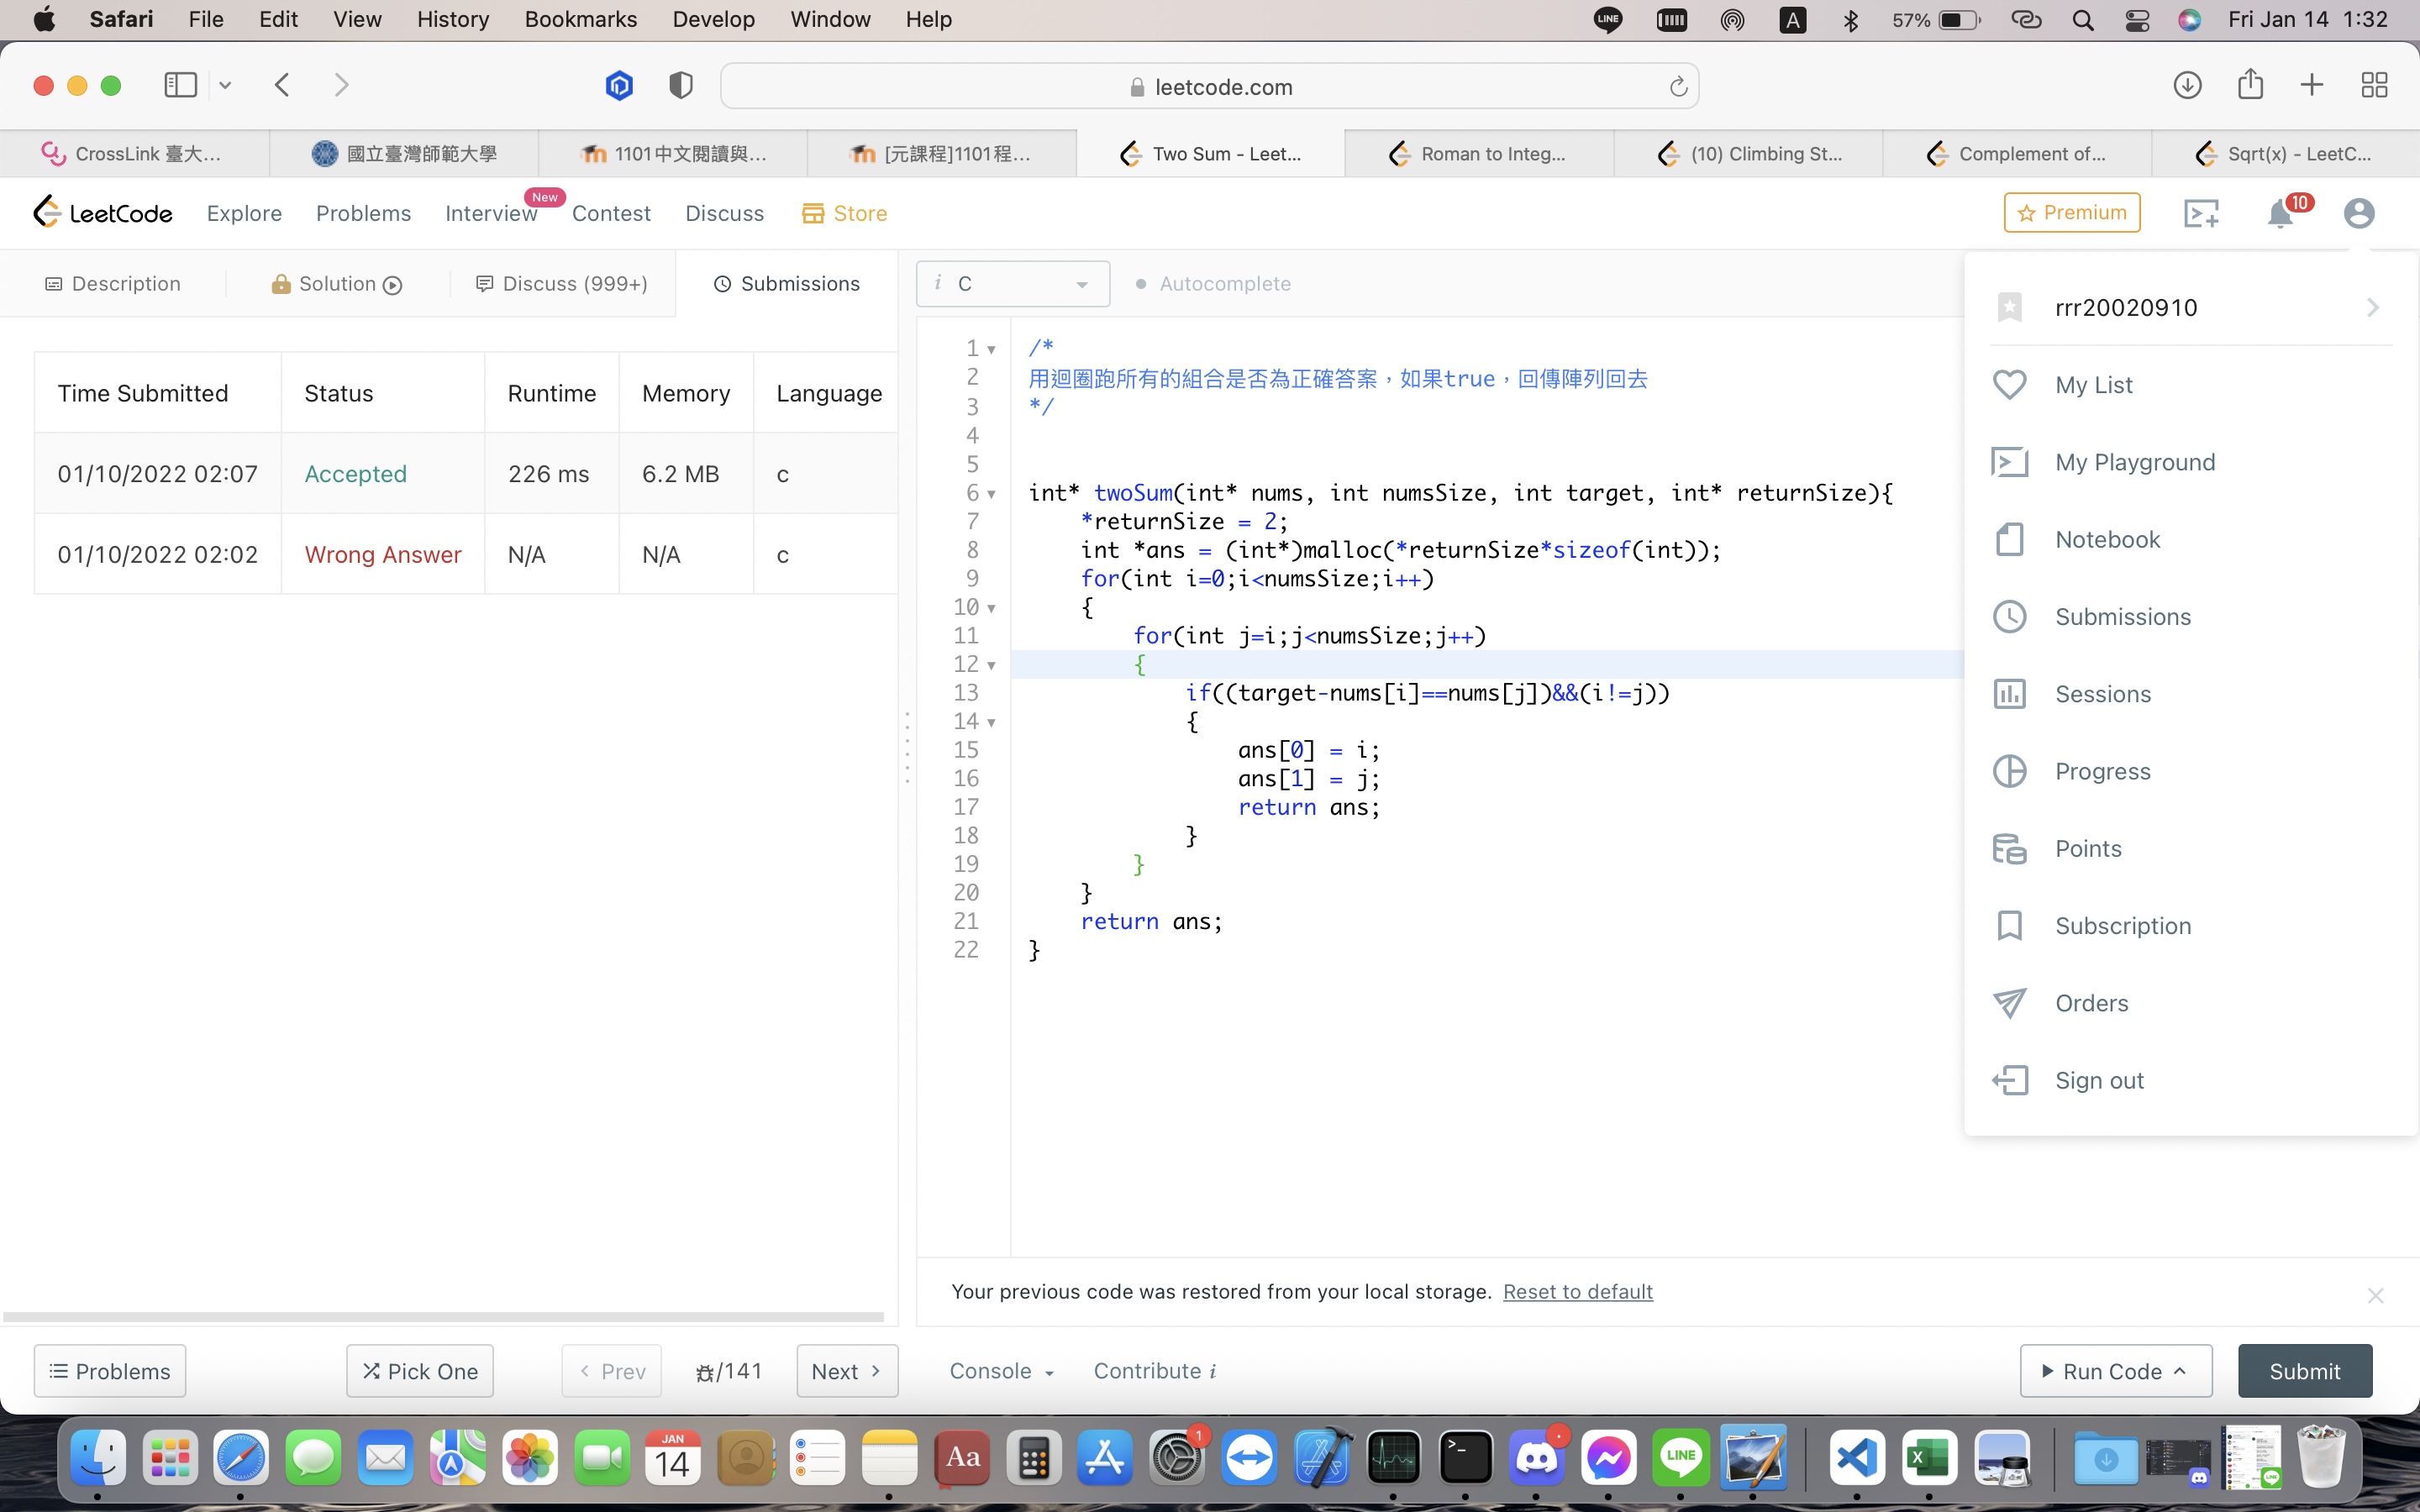 Safari File Edit View History Bookmarks Develop Window Help LINE A 57% Fri Jan 14 1:32
leetcode.com
CrossLink 臺大... 國立臺灣師範大學 1101中文閱讀與... [元課程]1101程... Two Sum - Leet... Roman to Integ... (10) Climbing St... Complement of... Sqrt(x) - LeetC...
LeetCode Explore Problems Interview New Contest Discuss Store Premium 10
Description Solution Discuss (999+) Submissions
i C Autocomplete
Time Submitted Status Runtime Memory Language
01/10/2022 02:07 Accepted 226 ms 6.2 MB c
01/10/2022 02:02 Wrong Answer N/A N/A c
1 /*
2 用迴圈跑所有的組合是否為正確答案，如果true，回傳陣列回去
3 */
4
5
6 int* twoSum(int* nums, int numsSize, int target, int* returnSize){
7 *returnSize = 2;
8 int *ans = (int*)malloc(*returnSize*sizeof(int));
9 for(int i=0;i<numsSize;i++)
10 {
11 for(int j=i;j<numsSize;j++)
12 {
13 if((target-nums[i]==nums[j])&&(i!=j))
14 {
15 ans[0] = i;
16 ans[1] = j;
17 return ans;
18 }
19 }
20 }
21 return ans;
22 }
rrr20020910
My List
My Playground
Notebook
Submissions
Sessions
Progress
Points
Subscription
Orders
Sign out
Your previous code was restored from your local storage. Reset to default
Problems Pick One Prev /141 Next Console Contribute i Run Code Submit
JAN
14
Aa
1
LINE